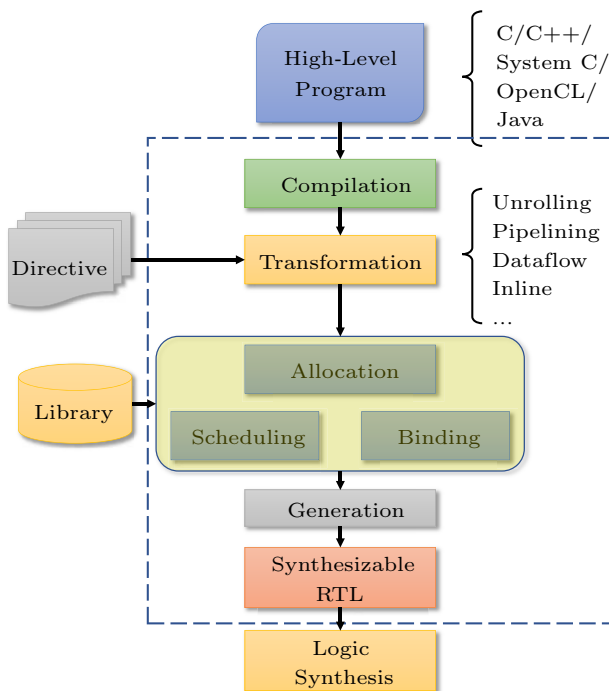 High-Level
Program
C/C++/
System C/
OpenCL/
Java
Compilation
Unrolling
Pipelining
Dataflow
Inline
...
Directive
Transformation
Library
Allocation
Scheduling
Binding
Generation
Synthesizable
RTL
Logic
Synthesis